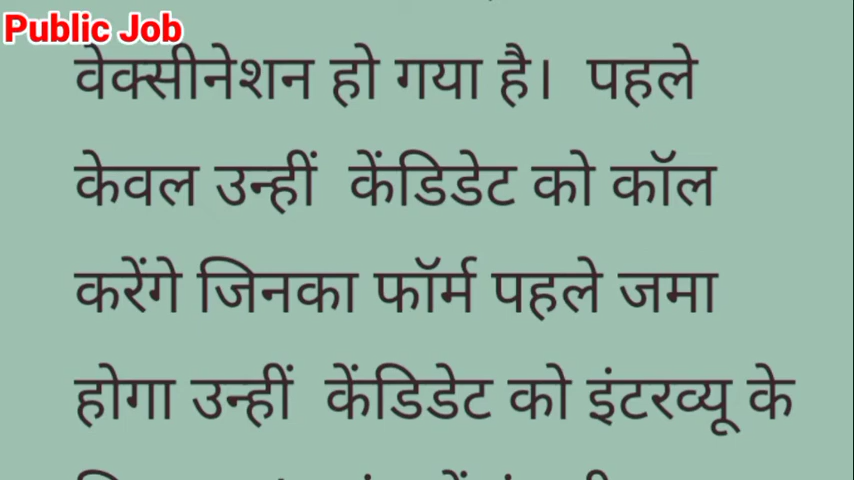 Public Job
वेक्सीनेशन हो गया है। पहले
केवल उन्हीं केंडिडेट को कॉल
करेंगे जिनका फॉर्म पहले जमा
होगा उन्हीं केंडिडेट को इंटरव्यू के